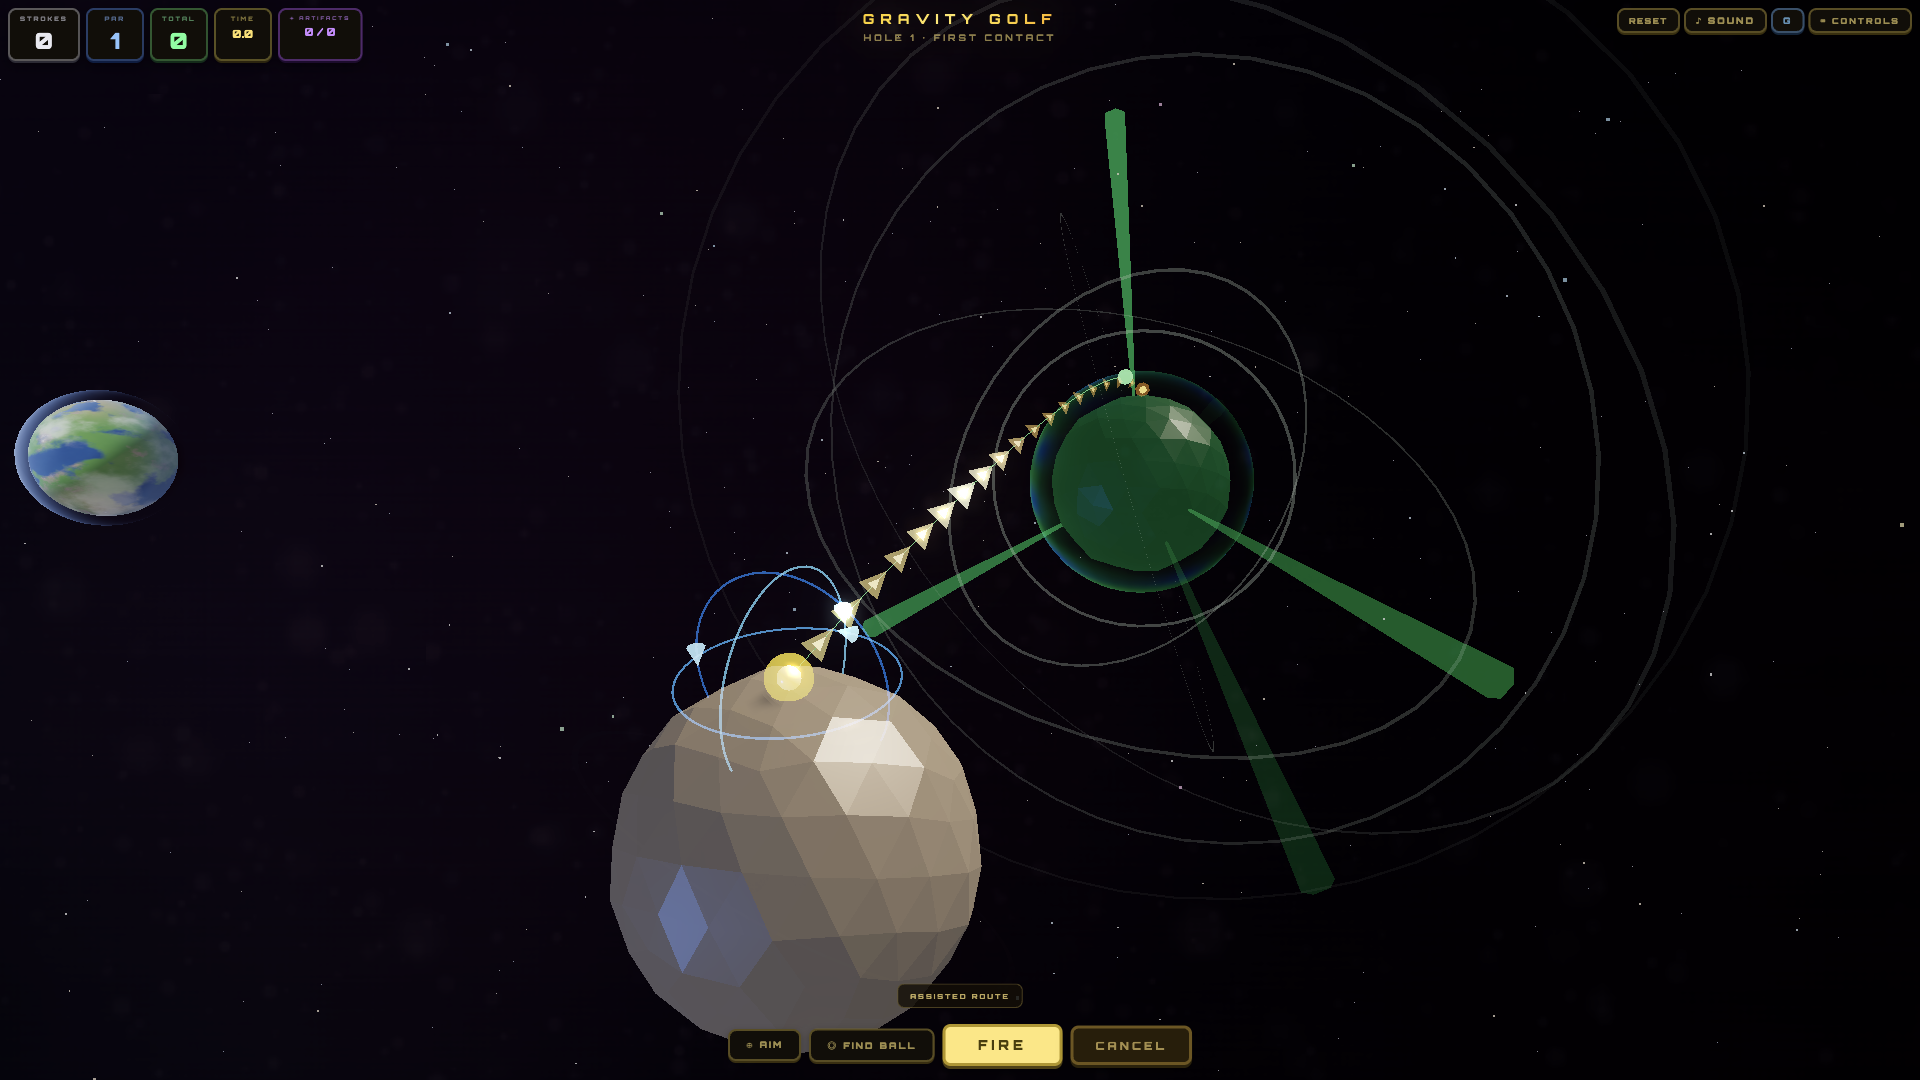 STROKES
0
PAR
1
TOTAL
0
TIME
0.0
ARTIFACTS
0/0
GRAVITY GOLF
HOLE 1 · FIRST CONTACT
RESET
♪ SOUND
G
CONTROLS
ASSISTED ROUTE
AIM
FIND BALL
FIRE
CANCEL